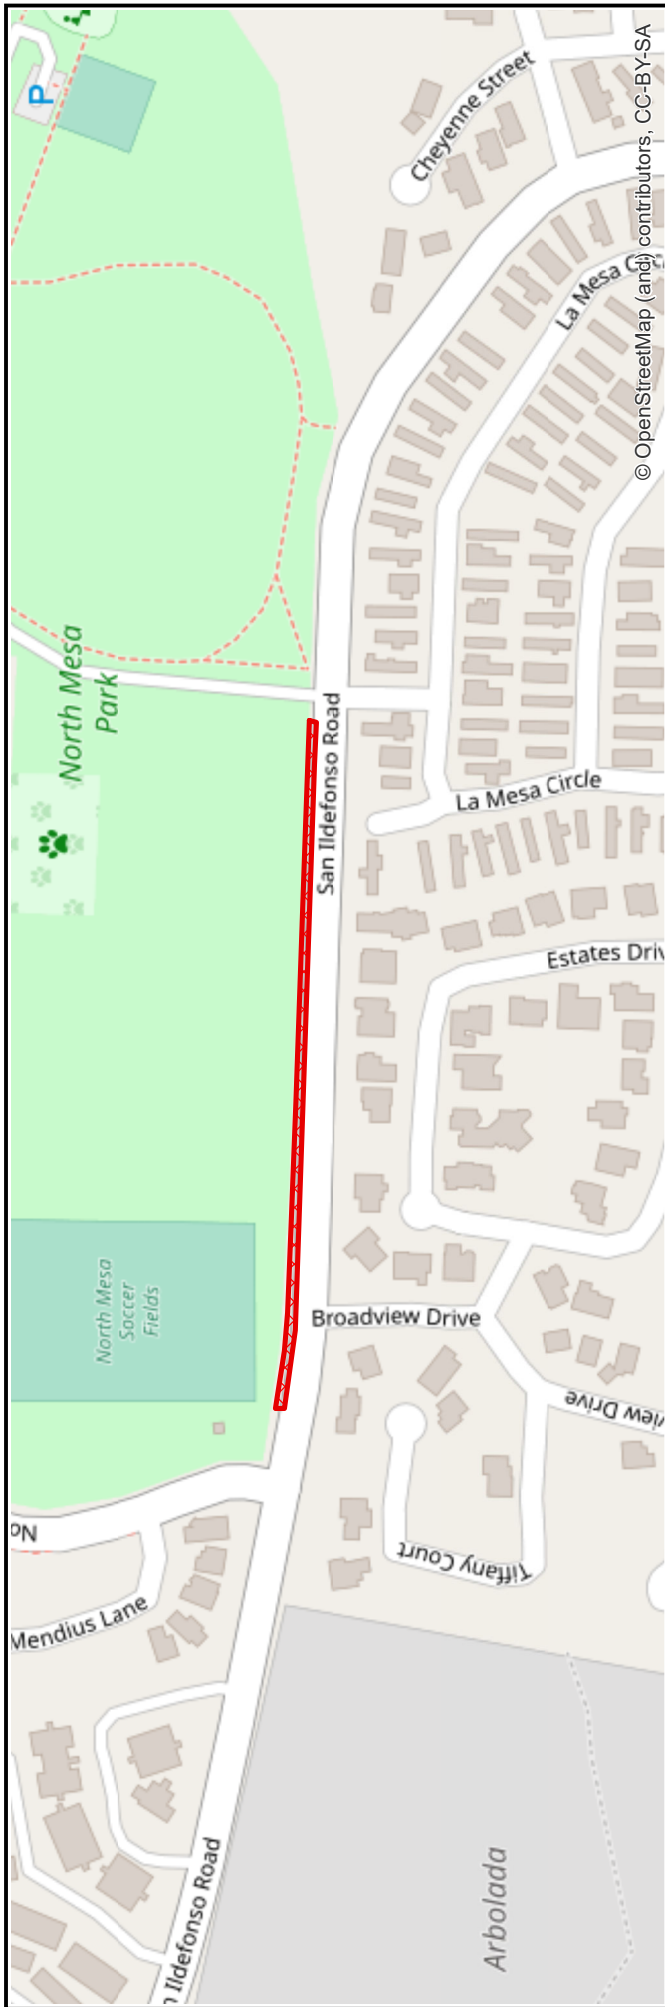 P
Cheyenne Street
© OpenStreetMap (and) contributors, CC-BY-SA
La Mesa Circ
North Mesa
Park
San Ildefonso Road
La Mesa Circle
Estates Driv
North Mesa
Soccer
Fields
Broadview Drive
view Drive
Tiffany Court
No
Mendius Lane
Arbolada
n Ildefonso Road